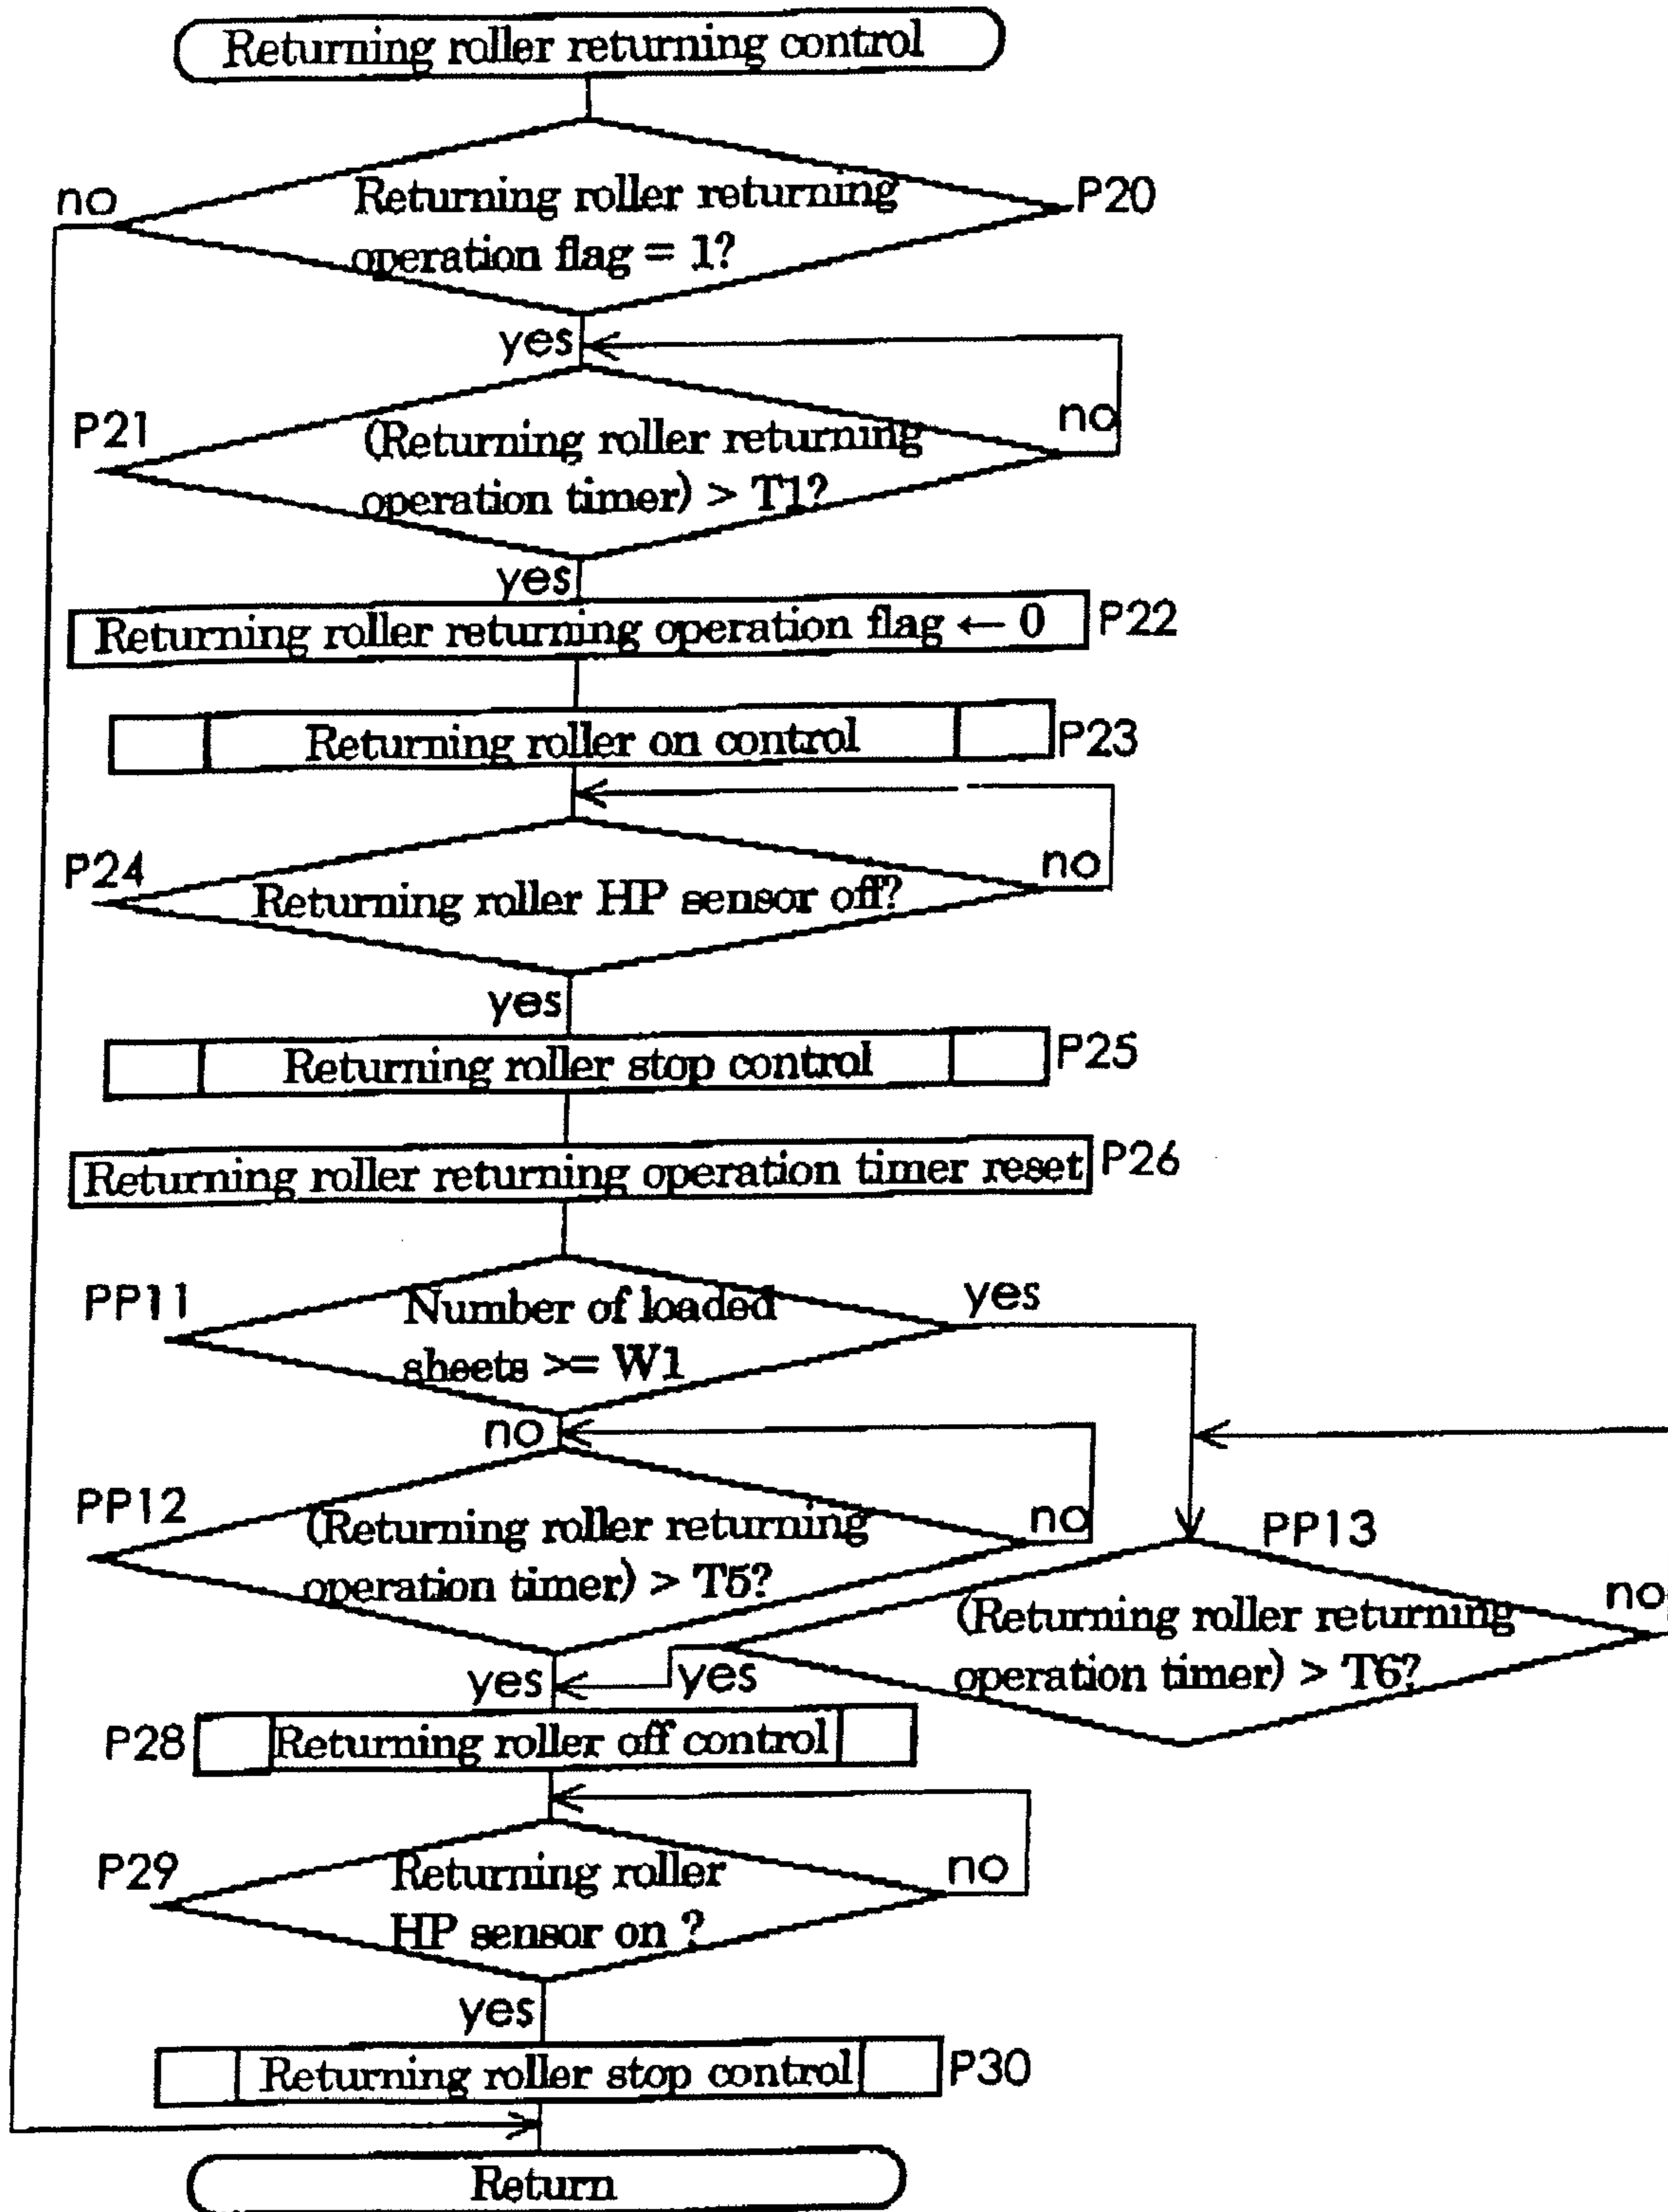 Returning roller returning control
no
Returning roller returning
operation flag = 1?
P20
yes
P21
(Returning roller returning
operation timer) > T1?
no
yes
Returning roller returning operation flag ← 0
P22
Returning roller on control
P23
P24
Returning roller HP sensor off?
no
yes
Returning roller stop control
P25
Returning roller returning operation timer reset
P26
PP11
Number of loaded
sheets >= W1
yes
no
PP12
(Returning roller returning
operation timer) > T5?
no
PP13
(Returning roller returning
operation timer) > T6?
no
yes
yes
P28
Returning roller off control
P29
Returning roller
HP sensor on ?
no
yes
Returning roller stop control
P30
Return